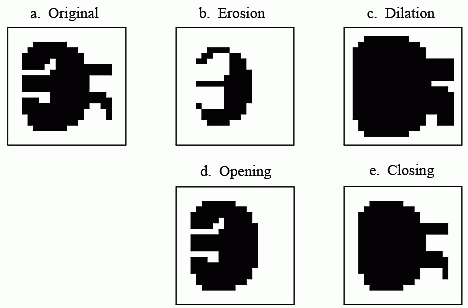 a. Original
b. Erosion
c. Dilation
d. Opening
e. Closing